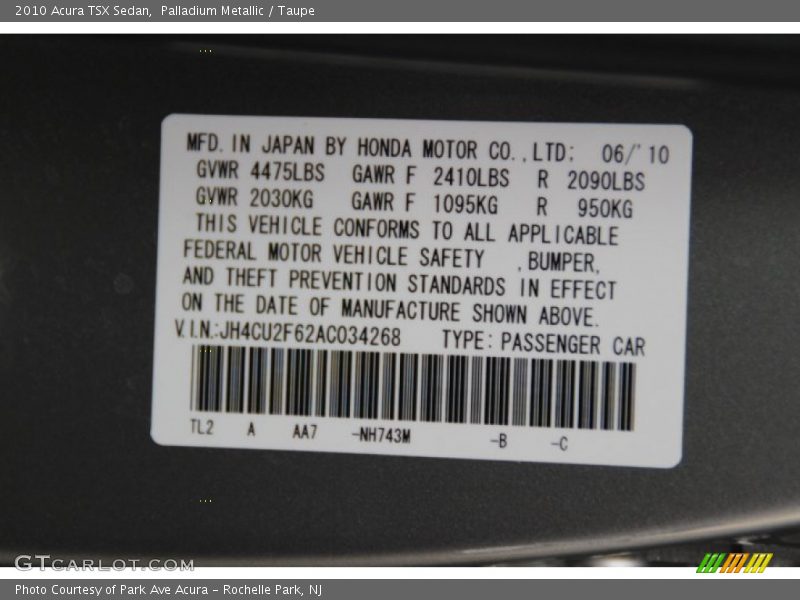 2010 Acura TSX Sedan,  Palladium Metallic / Taupe
MFD. IN JAPAN BY HONDA MOTOR CO.,LTD: 06/'10
GVWR 4475LBS GAWR F 2410LBS R 2090LBS
GVWR 2030KG GAWR F 1095KG R 950KG
THIS VEHICLE CONFORMS TO ALL APPLICABLE
FEDERAL MOTOR VEHICLE SAFETY ,BUMPER,
AND THEFT PREVENTION STANDARDS IN EFFECT
ON THE DATE OF MANUFACTURE SHOWN ABOVE.
V.I.N.:JH4CU2F62AC034268 TYPE: PASSENGER CAR
TL2 A AA7 -NH743M -B -C
GTCARLOT.COM
Photo Courtesy of Park Ave Acura - Rochelle Park, NJ